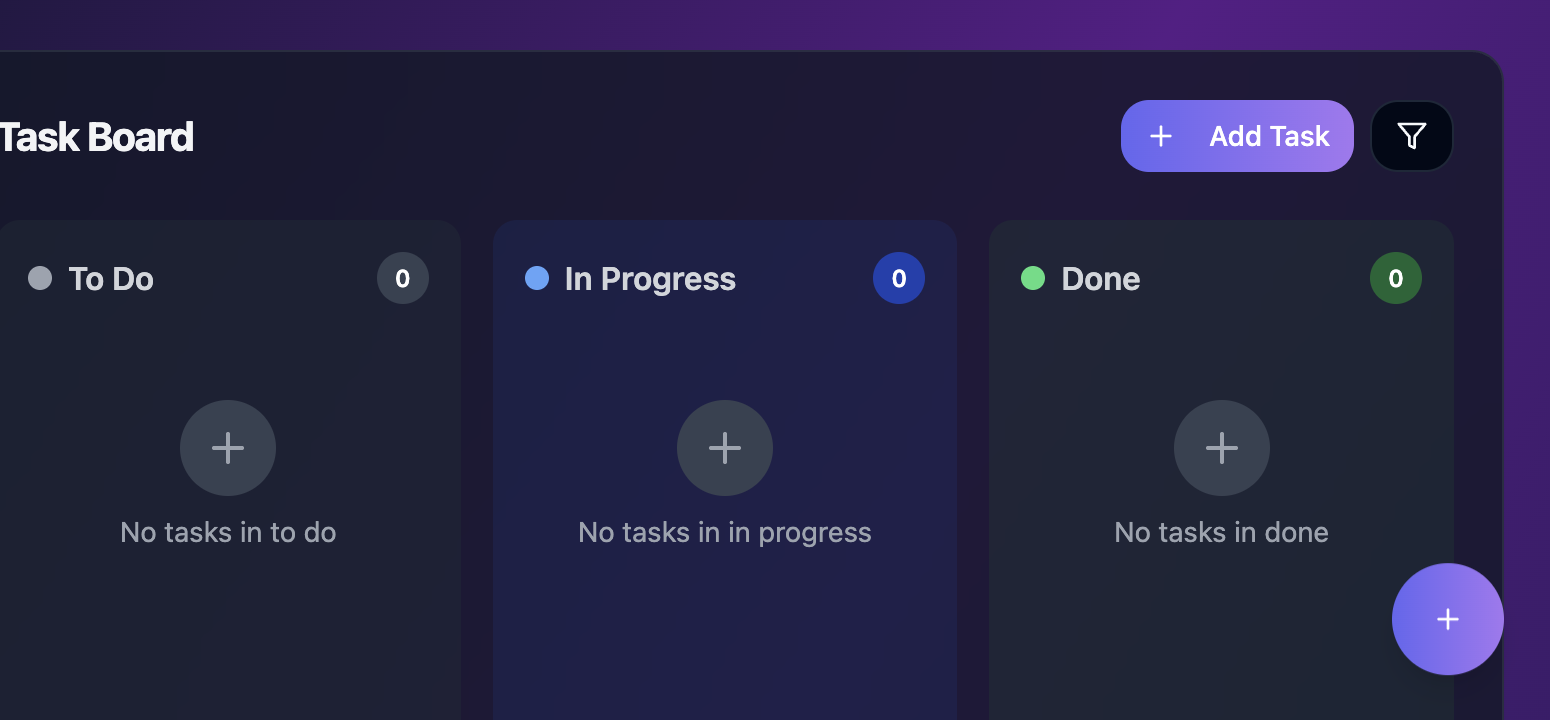 Task Board
Add Task
To Do
0
In Progress
0
Done
0
No tasks in to do
No tasks in in progress
No tasks in done